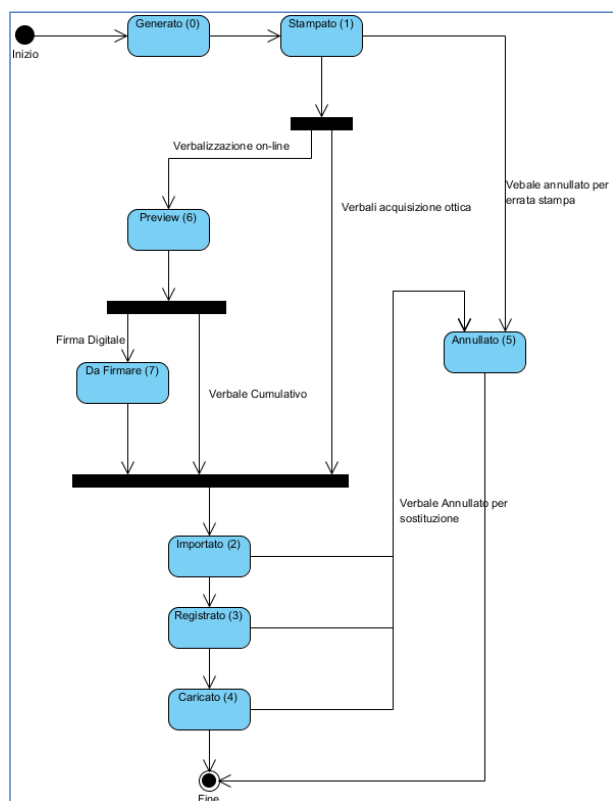 Generato (0)
Stampato (1)
Inizio
Verbalizzazione on-line
Vebale annullato per
errata stampa
Verbali acquisizione ottica
Preview (6)
Firma Digitale
Annullato (5)
Da Firmare (7)
Verbale Cumulativo
Verbale Annullato per
sostituzione
Importato (2)
Registrato (3)
Caricato (4)
Fine